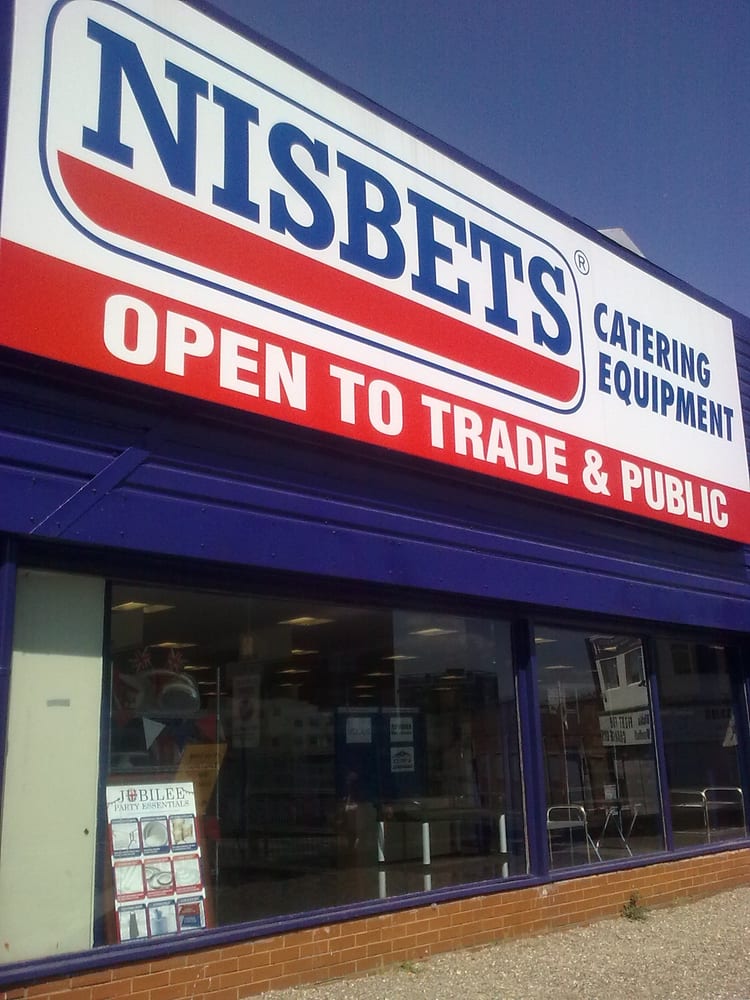 NISBETS®
CATERING
EQUIPMENT
OPEN TO TRADE & PUBLIC
JUBILEE
PARTY ESSENTIALS